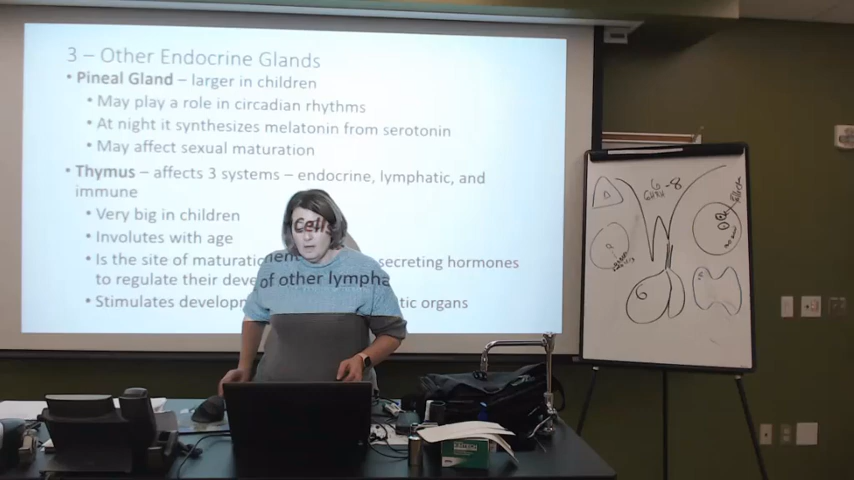 3 – Other Endocrine Glands
• Pineal Gland – larger in children
• May play a role in circadian rhythms
• At night it synthesizes melatonin from serotonin
• May affect sexual maturation
• Thymus – affects 3 systems – endocrine, lymphatic, and
immune
• Very big in children
• Involutes with age
• Is the site of maturation secreting hormones
to regulate their deve
• Stimulates develop of other lympha tic organs
6-8